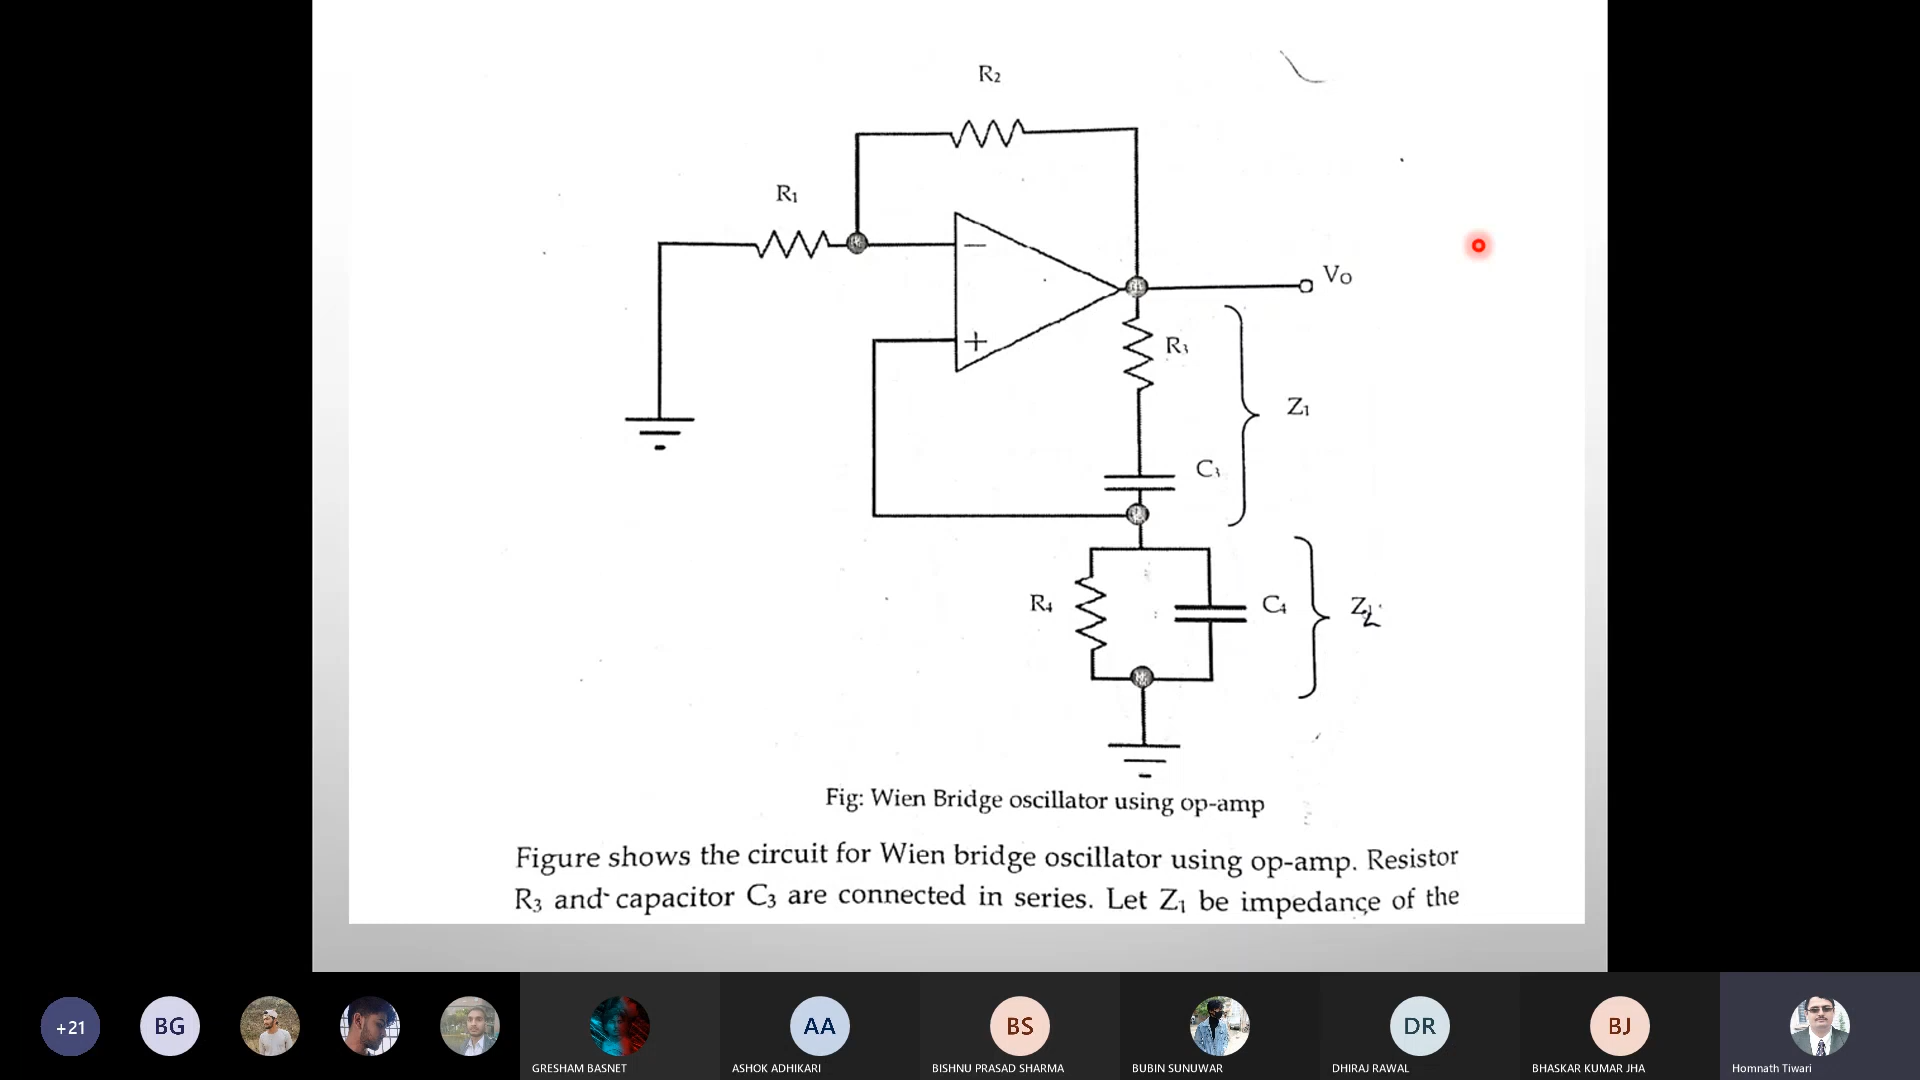 R2
R1
−
Vo
+
R3
Z1
C3
R4
C4
Z2
Fig: Wien Bridge oscillator using op-amp
Figure shows the circuit for Wien bridge oscillator using op-amp. Resistor
R3 and capacitor C3 are connected in series. Let Z1 be impedance of the
+21
BG
AA
BS
DR
BJ
GRESHAM BASNET
ASHOK ADHIKARI
BISHNU PRASAD SHARMA
BUBIN SUNUWAR
DHIRAJ RAWAL
BHASKAR KUMAR JHA
Homnath Tiwari